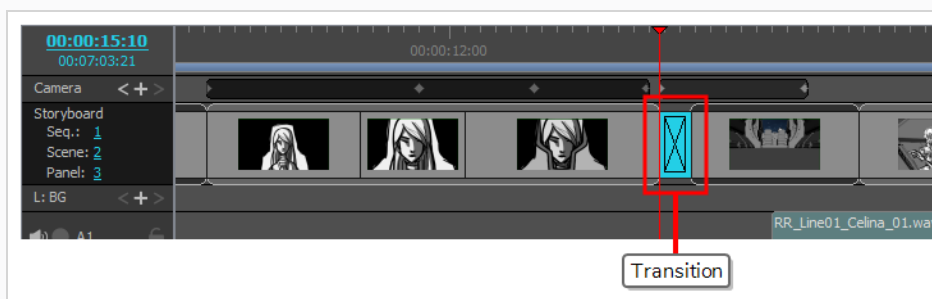 00:00:15:10
00:07:03:21
00:00:12:00
Camera
Storyboard
Seq.: 1
Scene: 2
Panel: 3
L: BG
A1
RR_Line01_Celina_01.wav
Transition